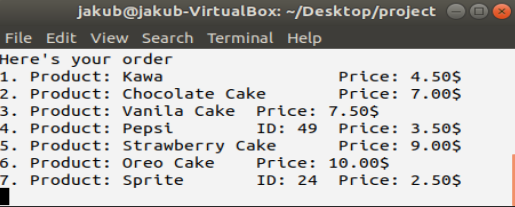 jakub@jakub-VirtualBox: ~/Desktop/project
File Edit View Search Terminal Help
Here's your order
1. Product: Kawa Price: 4.50$
2. Product: Chocolate Cake Price: 7.00$
3. Product: Vanila Cake Price: 7.50$
4. Product: Pepsi ID: 49 Price: 3.50$
5. Product: Strawberry Cake Price: 9.00$
6. Product: Oreo Cake Price: 10.00$
7. Product: Sprite ID: 24 Price: 2.50$